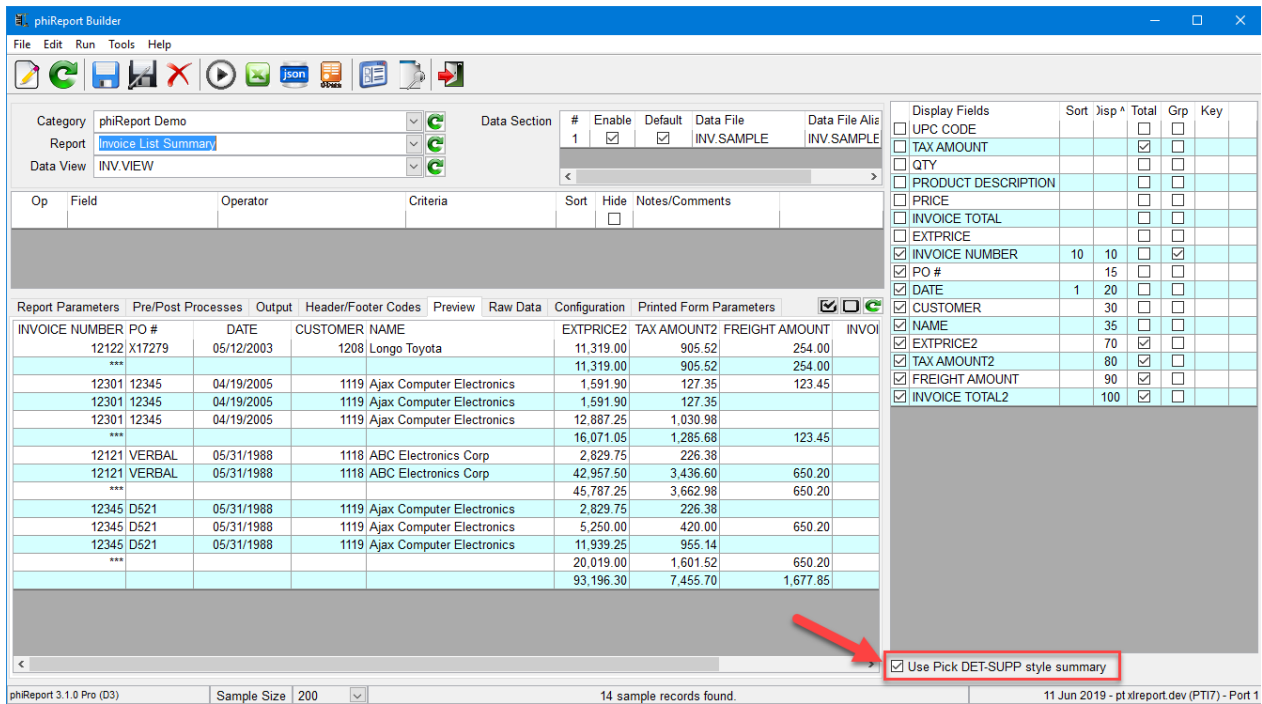 phiReport Builder
File Edit Run Tools Help
json
Category phiReport Demo
Report Invoice List Summary
Data View INV.VIEW
Data Section # Enable Default Data File Data File Alia
1 INV.SAMPLE INV.SAMPLE
Op Field Operator Criteria Sort Hide Notes/Comments
Report Parameters Pre/Post Processes Output Header/Footer Codes Preview Raw Data Configuration Printed Form Parameters
INVOICE NUMBER PO # DATE CUSTOMER NAME EXTPRICE2 TAX AMOUNT2 FREIGHT AMOUNT INVOI
12122 X17279 05/12/2003 1208 Longo Toyota 11,319.00 905.52 254.00
*** 11,319.00 905.52 254.00
12301 12345 04/19/2005 1119 Ajax Computer Electronics 1,591.90 127.35 123.45
12301 12345 04/19/2005 1119 Ajax Computer Electronics 1,591.90 127.35
12301 12345 04/19/2005 1119 Ajax Computer Electronics 12,887.25 1,030.98
*** 16,071.05 1,285.68 123.45
12121 VERBAL 05/31/1988 1118 ABC Electronics Corp 2,829.75 226.38
12121 VERBAL 05/31/1988 1118 ABC Electronics Corp 42,957.50 3,436.60 650.20
*** 45,787.25 3,662.98 650.20
12345 D521 05/31/1988 1119 Ajax Computer Electronics 2,829.75 226.38
12345 D521 05/31/1988 1119 Ajax Computer Electronics 5,250.00 420.00 650.20
12345 D521 05/31/1988 1119 Ajax Computer Electronics 11,939.25 955.14
*** 20,019.00 1,601.52 650.20
93,196.30 7,455.70 1,677.85
Display Fields Sort Disp ^ Total Grp Key
UPC CODE
TAX AMOUNT
QTY
PRODUCT DESCRIPTION
PRICE
INVOICE TOTAL
EXTPRICE
INVOICE NUMBER 10 10
PO # 15
DATE 1 20
CUSTOMER 30
NAME 35
EXTPRICE2 70
TAX AMOUNT2 80
FREIGHT AMOUNT 90
INVOICE TOTAL2 100
Use Pick DET-SUPP style summary
phiReport 3.1.0 Pro (D3) Sample Size 200 14 sample records found. 11 Jun 2019 - pt xlreport.dev (PTI7) - Port 1